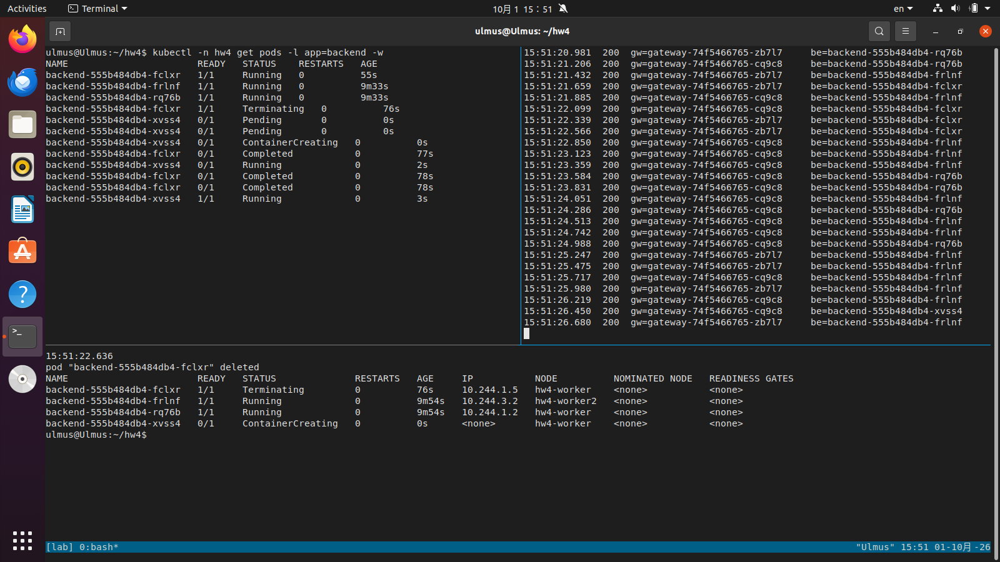 Activities Terminal 10月 1 15：51 en
ulmus@Ulmus: ~/hw4
ulmus@Ulmus:~/hw4$ kubectl -n hw4 get pods -l app=backend -w
NAME READY STATUS RESTARTS AGE
backend-555b484db4-fclxr 1/1 Running 0 55s
backend-555b484db4-frlnf 1/1 Running 0 9m33s
backend-555b484db4-rq76b 1/1 Running 0 9m33s
backend-555b484db4-fclxr 1/1 Terminating 0 76s
backend-555b484db4-xvss4 0/1 Pending 0 0s
backend-555b484db4-xvss4 0/1 Pending 0 0s
backend-555b484db4-xvss4 0/1 ContainerCreating 0 0s
backend-555b484db4-fclxr 0/1 Completed 0 77s
backend-555b484db4-xvss4 0/1 Running 0 2s
backend-555b484db4-fclxr 0/1 Completed 0 78s
backend-555b484db4-fclxr 0/1 Completed 0 78s
backend-555b484db4-xvss4 1/1 Running 0 3s
15:51:20.981 200 gw=gateway-74f5466765-zb7l7 be=backend-555b484db4-rq76b
15:51:21.206 200 gw=gateway-74f5466765-cq9c8 be=backend-555b484db4-rq76b
15:51:21.432 200 gw=gateway-74f5466765-zb7l7 be=backend-555b484db4-frlnf
15:51:21.659 200 gw=gateway-74f5466765-zb7l7 be=backend-555b484db4-fclxr
15:51:21.885 200 gw=gateway-74f5466765-cq9c8 be=backend-555b484db4-frlnf
15:51:22.099 200 gw=gateway-74f5466765-cq9c8 be=backend-555b484db4-fclxr
15:51:22.339 200 gw=gateway-74f5466765-zb7l7 be=backend-555b484db4-fclxr
15:51:22.566 200 gw=gateway-74f5466765-zb7l7 be=backend-555b484db4-fclxr
15:51:22.850 200 gw=gateway-74f5466765-cq9c8 be=backend-555b484db4-frlnf
15:51:23.123 200 gw=gateway-74f5466765-zb7l7 be=backend-555b484db4-frlnf
15:51:23.359 200 gw=gateway-74f5466765-zb7l7 be=backend-555b484db4-frlnf
15:51:23.584 200 gw=gateway-74f5466765-zb7l7 be=backend-555b484db4-rq76b
15:51:23.831 200 gw=gateway-74f5466765-cq9c8 be=backend-555b484db4-rq76b
15:51:24.051 200 gw=gateway-74f5466765-cq9c8 be=backend-555b484db4-frlnf
15:51:24.286 200 gw=gateway-74f5466765-cq9c8 be=backend-555b484db4-rq76b
15:51:24.513 200 gw=gateway-74f5466765-cq9c8 be=backend-555b484db4-frlnf
15:51:24.742 200 gw=gateway-74f5466765-cq9c8 be=backend-555b484db4-frlnf
15:51:24.988 200 gw=gateway-74f5466765-cq9c8 be=backend-555b484db4-rq76b
15:51:25.247 200 gw=gateway-74f5466765-zb7l7 be=backend-555b484db4-frlnf
15:51:25.475 200 gw=gateway-74f5466765-zb7l7 be=backend-555b484db4-frlnf
15:51:25.717 200 gw=gateway-74f5466765-cq9c8 be=backend-555b484db4-frlnf
15:51:25.980 200 gw=gateway-74f5466765-zb7l7 be=backend-555b484db4-frlnf
15:51:26.219 200 gw=gateway-74f5466765-cq9c8 be=backend-555b484db4-frlnf
15:51:26.450 200 gw=gateway-74f5466765-cq9c8 be=backend-555b484db4-xvss4
15:51:26.680 200 gw=gateway-74f5466765-zb7l7 be=backend-555b484db4-frlnf
15:51:22.636
pod "backend-555b484db4-fclxr" deleted
NAME READY STATUS RESTARTS AGE IP NODE NOMINATED NODE READINESS GATES
backend-555b484db4-fclxr 1/1 Terminating 0 76s 10.244.1.5 hw4-worker <none> <none>
backend-555b484db4-frlnf 1/1 Running 0 9m54s 10.244.3.2 hw4-worker2 <none> <none>
backend-555b484db4-rq76b 1/1 Running 0 9m54s 10.244.1.2 hw4-worker <none> <none>
backend-555b484db4-xvss4 0/1 ContainerCreating 0 0s <none> hw4-worker <none> <none>
ulmus@Ulmus:~/hw4$
[lab] 0:bash* "Ulmus" 15:51 01-10月-26